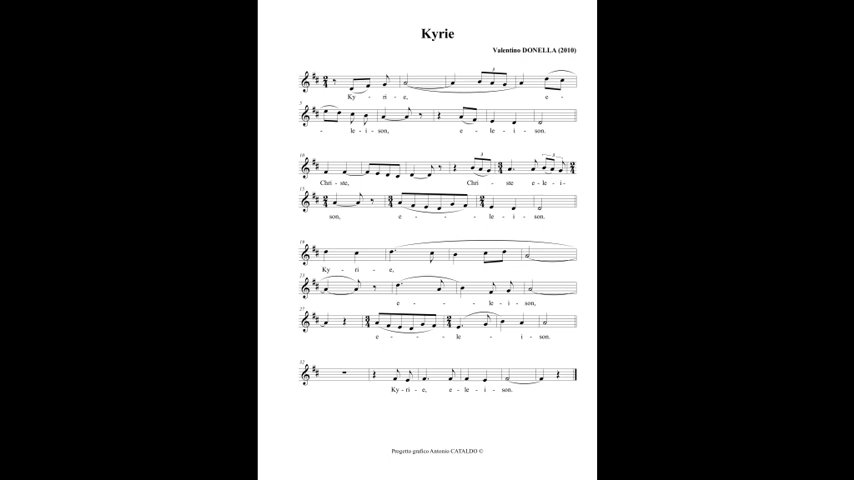 Kyrie
Valentino DONELLA (2010)
Ky - ri - e, e -
- le - i - son, e - le - i - son.
Chri - ste, Chri - ste e - le - i -
son, e - - le - i - son.
Ky - ri - e,
e - - le - i - son,
e - - le - i - son.
Ky - ri - e, e - le - i - son.
Progetto grafico Antonio CATALDO ©